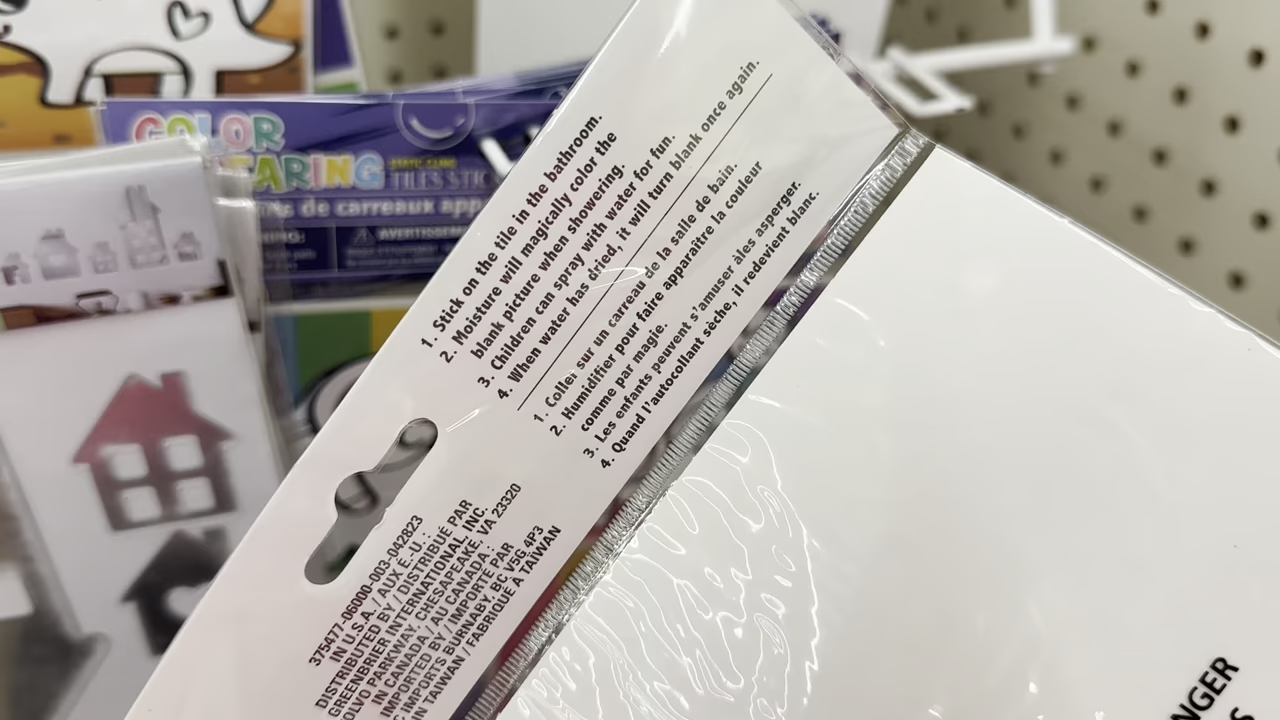 COLOR
STATIC CLING
TILES
de carreaux
AVERTISSEMENT
1. Stick on the tile in the bathroom.
2. Moisture will magically color the
blank picture when showering.
3. Children can spray with water for fun.
4. When water has dried, it will turn blank once again.
1. Coller sur un carreau de la salle de bain.
2. Humidifier pour faire apparaître la couleur
comme par magie.
3. Les enfants peuvent s'amuser àles asperger.
4. Quand l'autocollant sèche, il redevient blanc.
375477-06000-003-042823
IN U.S.A. / AUX É-U :
DISTRIBUTED BY / DISTRIBUÉ PAR
GREENBRIER INTERNATIONAL, INC.
PARKWAY, CHESAPEAKE, VA 23320
IN CANADA / AU CANADA :
IMPORTED BY / IMPORTÉ PAR
IMPORTS BURNABY, BC V5G 4P3
IN TAIWAN / FABRIQUÉ À TAÏWAN